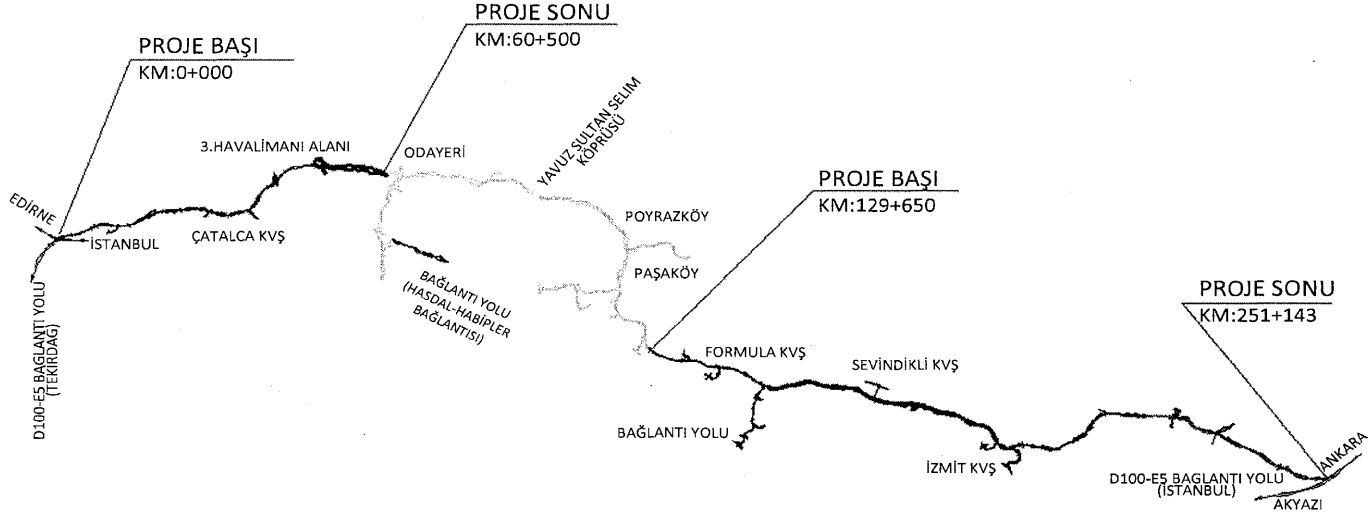 PROJE BAŞI
KM:0+000
PROJE SONU
KM:60+500
3.HAVALİMANI ALANI
ODAYERİ
YAVUZ SULTAN SELIM
KÖPRÜSÜ
EDİRNE
İSTANBUL
ÇATALCA KVŞ
D100-E5 BAGLANTI YOLU
(TEKİRDAĞ)
BAĞLANTI YOLU
(HASDAL-HABİPLER
BAĞLANTISI)
POYRAZKÖY
PAŞAKÖY
PROJE BAŞI
KM:129+650
FORMULA KVŞ
SEVİNDİKLİ KVŞ
BAĞLANTI YOLU
İZMİT KVŞ
PROJE SONU
KM:251+143
D100-E5 BAGLANTI YOLU
(İSTANBUL)
ANKARA
AKYAZI